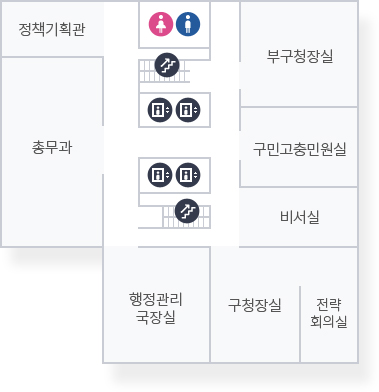 정책기획관
부구청장실
총무과
구민고충민원실
비서실
행정관리
국장실
구청장실
전략
회의실